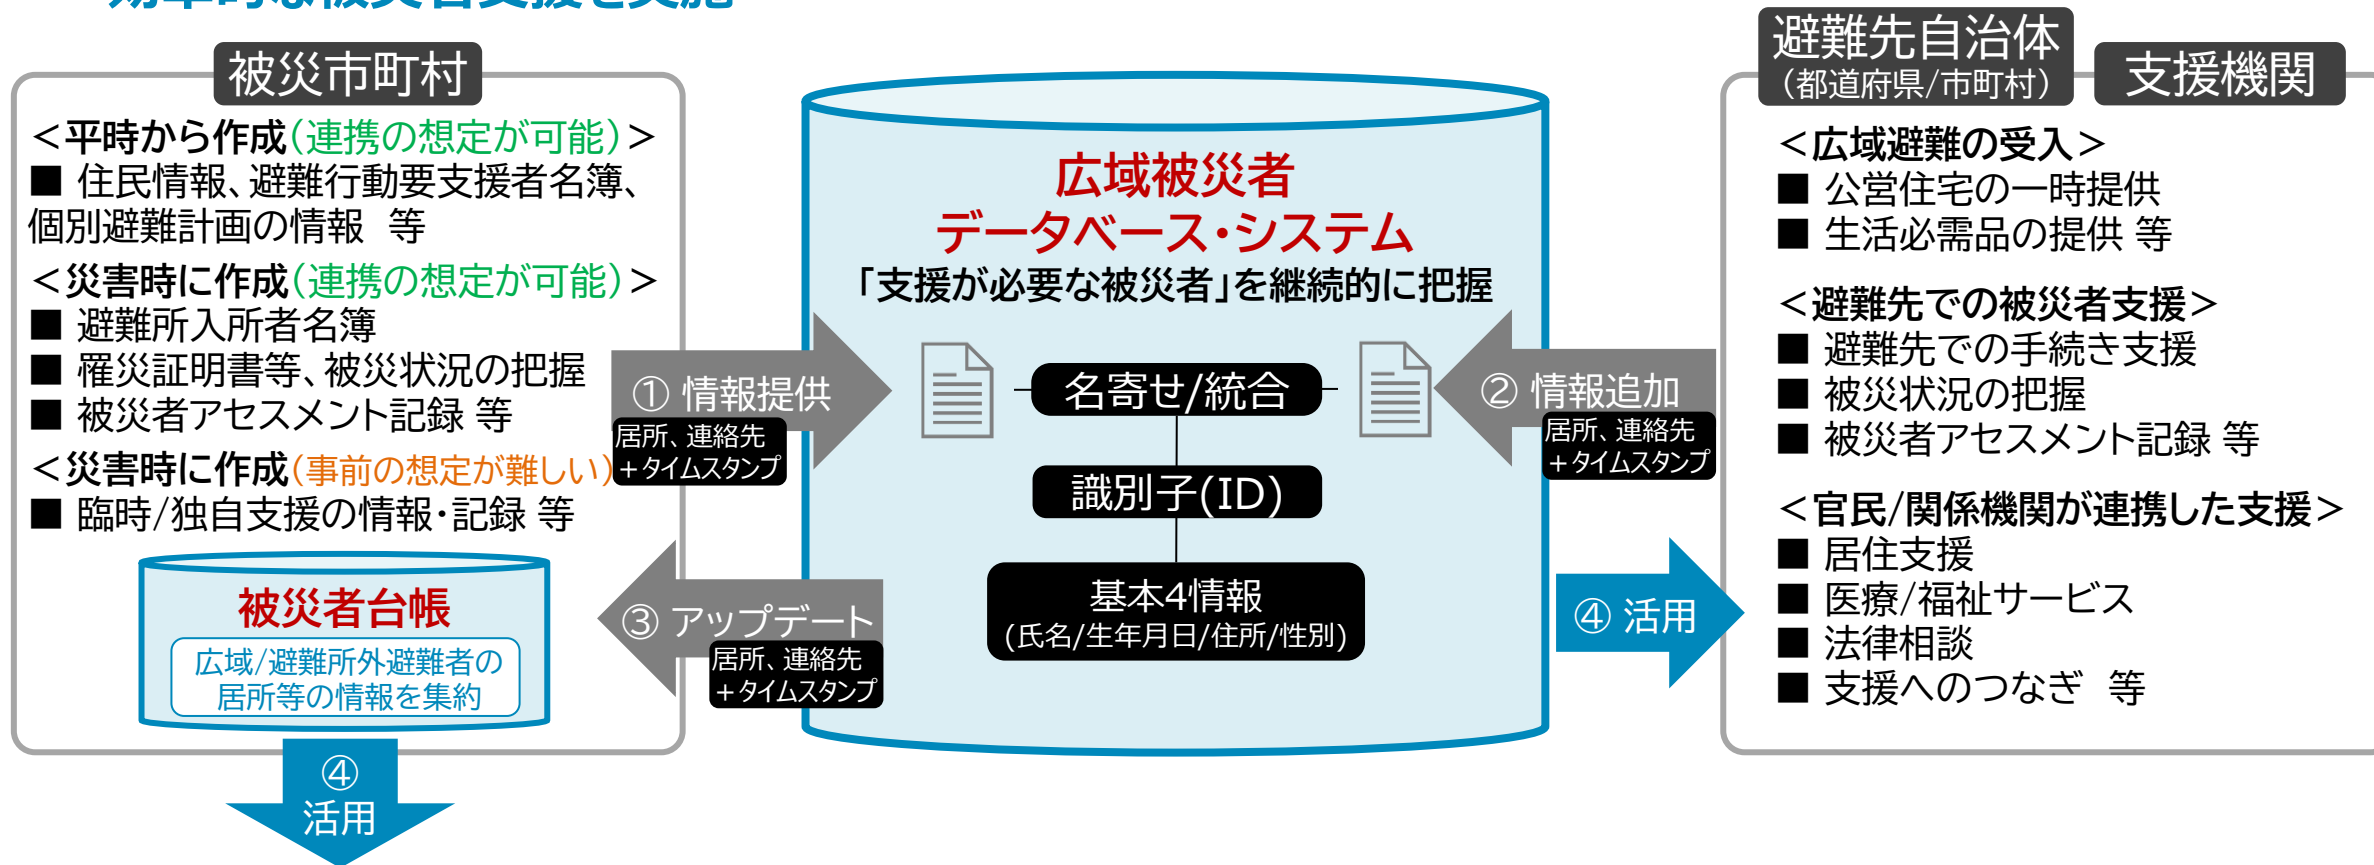 効率的な被災者支援を実施
被災市町村
＜平時から作成(連携の想定が可能)＞
■ 住民情報、避難行動要支援者名簿、
個別避難計画の情報 等
＜災害時に作成(連携の想定が可能)＞
■ 避難所入所者名簿
■ 罹災証明書等、被災状況の把握
■ 被災者アセスメント記録 等
＜災害時に作成(事前の想定が難しい)
■ 臨時/独自支援の情報・記録 等
被災者台帳
広域/避難所外避難者の
居所等の情報を集約
④
活用
① 情報提供
居所、連絡先
＋タイムスタンプ
③ アップデート
居所、連絡先
＋タイムスタンプ
広域被災者
データベース・システム
「支援が必要な被災者」を継続的に把握
名寄せ/統合
識別子(ID)
基本4情報
(氏名/生年月日/住所/性別)
② 情報追加
居所、連絡先
＋タイムスタンプ
④ 活用
避難先自治体
（都道府県/市町村）
支援機関
＜広域避難の受入＞
■ 公営住宅の一時提供
■ 生活必需品の提供 等
＜避難先での被災者支援＞
■ 避難先での手続き支援
■ 被災状況の把握
■ 被災者アセスメント記録 等
＜官民/関係機関が連携した支援＞
■ 居住支援
■ 医療/福祉サービス
■ 法律相談
■ 支援へのつなぎ 等